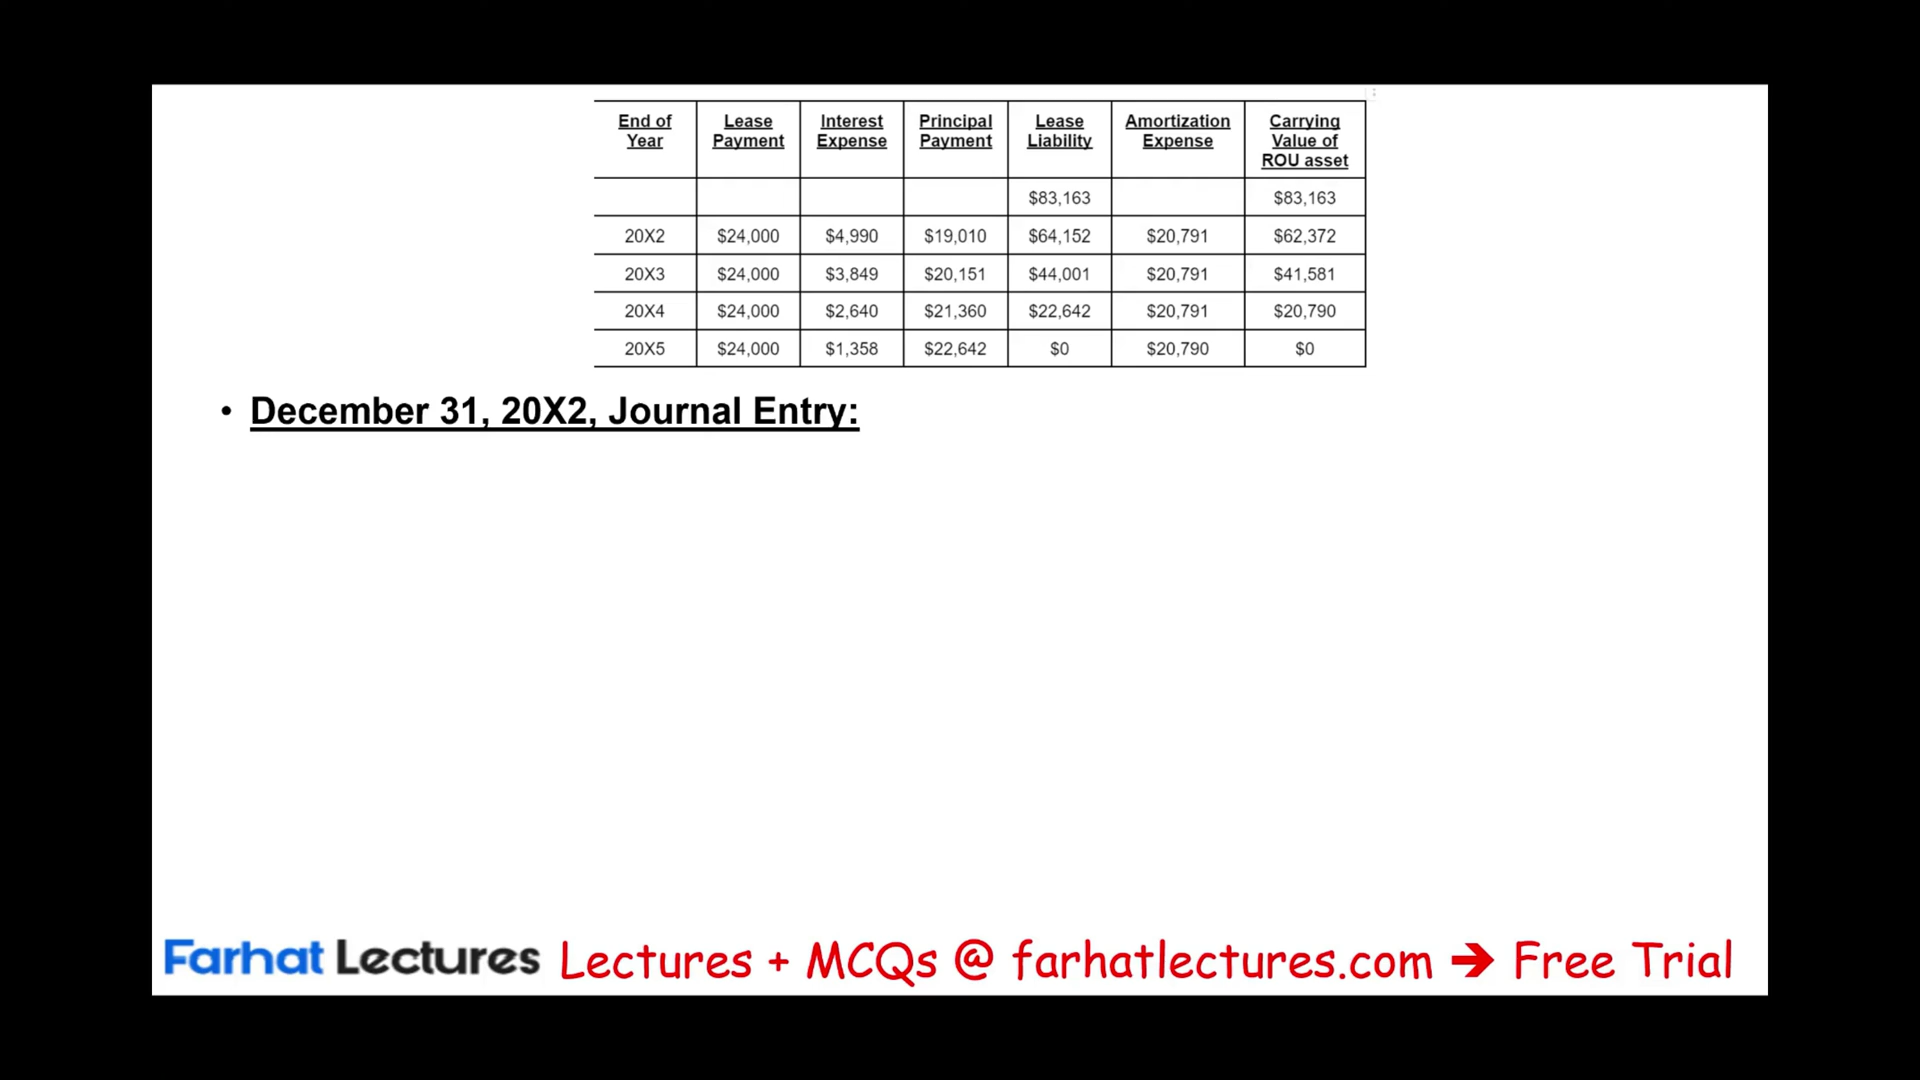 End of Year | Lease Payment | Interest Expense | Principal Payment | Lease Liability | Amortization Expense | Carrying Value of ROU asset
$83,163 | $83,163
20X2 | $24,000 | $4,990 | $19,010 | $64,152 | $20,791 | $62,372
20X3 | $24,000 | $3,849 | $20,151 | $44,001 | $20,791 | $41,581
20X4 | $24,000 | $2,640 | $21,360 | $22,642 | $20,791 | $20,790
20X5 | $24,000 | $1,358 | $22,642 | $0 | $20,790 | $0
• December 31, 20X2, Journal Entry:
Farhat Lectures Lectures + MCQs @ farhatlectures.com ➔ Free Trial